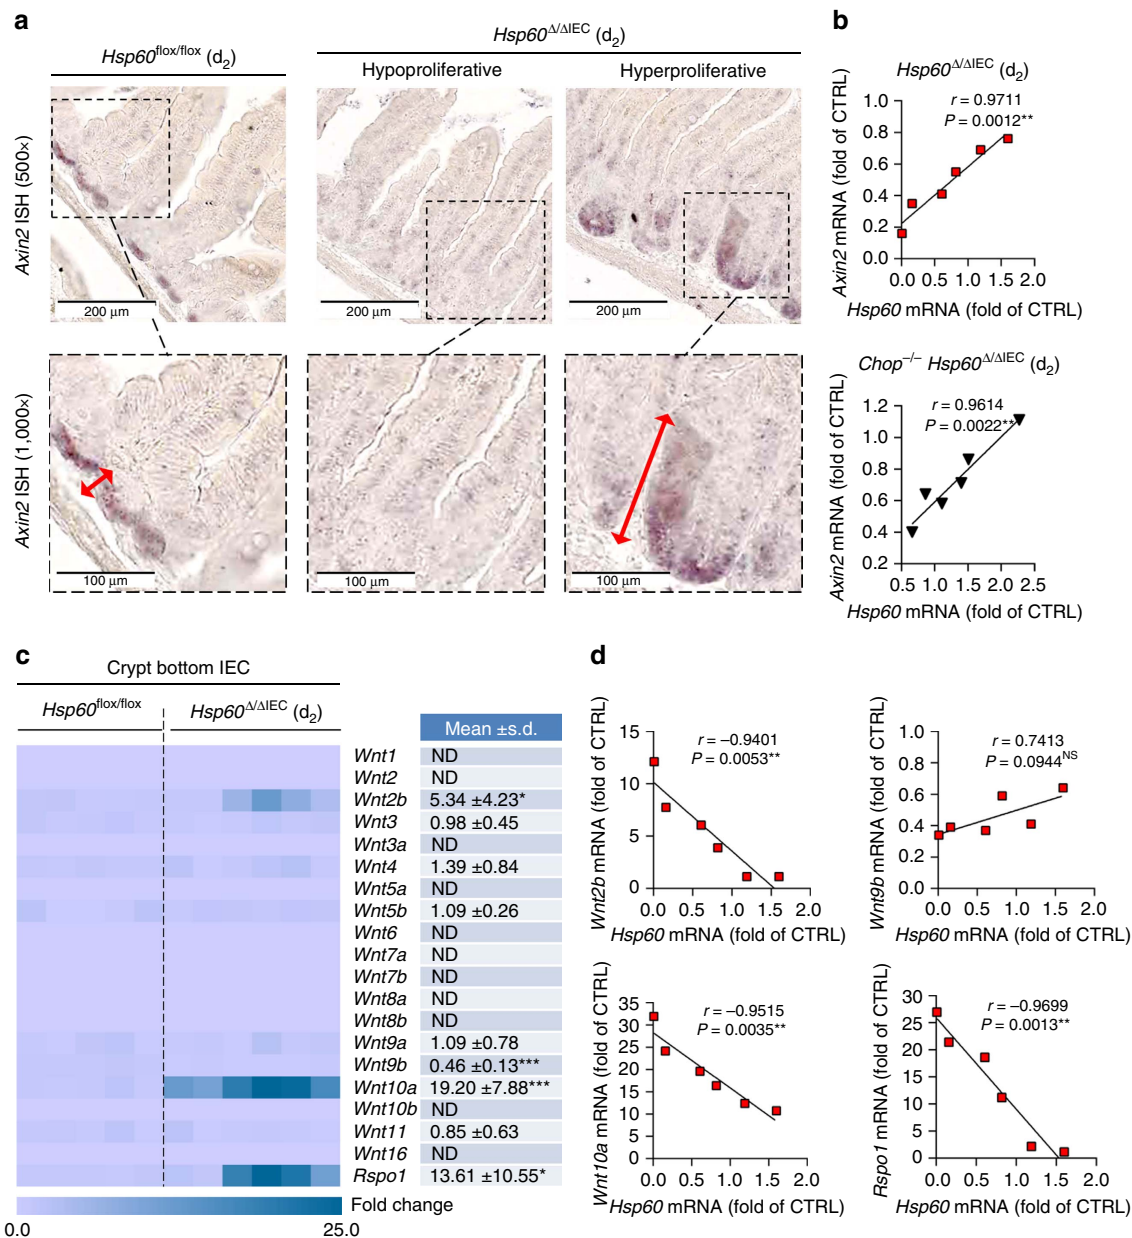 a
Hsp60flox/flox (d2)
Hsp60Δ/ΔIEC (d2)
Hypoproliferative
Hyperproliferative
Axin2 ISH (500×)
200 µm
200 µm
200 µm
Axin2 ISH (1,000×)
100 µm
100 µm
100 µm
b
Hsp60Δ/ΔIEC (d2)
r = 0.9711
P = 0.0012**
Axin2 mRNA (fold of CTRL)
1.0
0.8
0.6
0.4
0.2
0.0
0.0 0.5 1.0 1.5 2.0
Hsp60 mRNA (fold of CTRL)
Chop−/− Hsp60Δ/ΔIEC (d2)
r = 0.9614
P = 0.0022**
Axin2 mRNA (fold of CTRL)
1.2
1.0
0.8
0.6
0.4
0.2
0.5 1.0 1.5 2.0 2.5
Hsp60 mRNA (fold of CTRL)
c
Crypt bottom IEC
Hsp60flox/flox
Hsp60Δ/ΔIEC (d2)
Mean ±s.d.
Wnt1 ND
Wnt2 ND
Wnt2b 5.34 ±4.23*
Wnt3 0.98 ±0.45
Wnt3a ND
Wnt4 1.39 ±0.84
Wnt5a ND
Wnt5b 1.09 ±0.26
Wnt6 ND
Wnt7a ND
Wnt7b ND
Wnt8a ND
Wnt8b ND
Wnt9a 1.09 ±0.78
Wnt9b 0.46 ±0.13***
Wnt10a 19.20 ±7.88***
Wnt10b ND
Wnt11 0.85 ±0.63
Wnt16 ND
Rspo1 13.61 ±10.55*
Fold change
0.0 25.0
d
r = −0.9401
P = 0.0053**
Wnt2b mRNA (fold of CTRL)
15
10
5
0
0.0 0.5 1.0 1.5 2.0
Hsp60 mRNA (fold of CTRL)
r = 0.7413
P = 0.0944NS
Wnt9b mRNA (fold of CTRL)
1.0
0.8
0.6
0.4
0.2
0.0
0.0 0.5 1.0 1.5 2.0
Hsp60 mRNA (fold of CTRL)
r = −0.9515
P = 0.0035**
Wnt10a mRNA (fold of CTRL)
35
30
25
20
15
10
5
0
0.0 0.5 1.0 1.5 2.0
Hsp60 mRNA (fold of CTRL)
r = −0.9699
P = 0.0013**
Rspo1 mRNA (fold of CTRL)
30
25
20
15
10
5
0
0.0 0.5 1.0 1.5 2.0
Hsp60 mRNA (fold of CTRL)